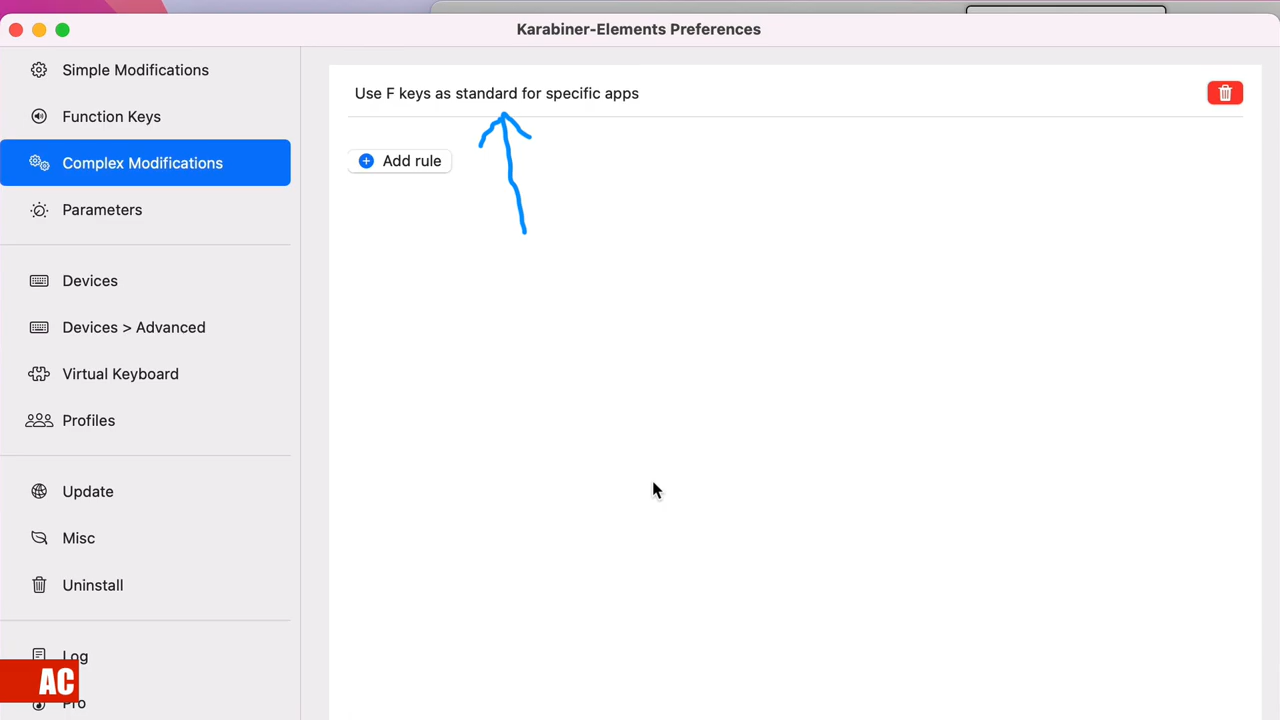 Karabiner-Elements Preferences
Simple Modifications
Function Keys
Complex Modifications
Parameters
Devices
Devices > Advanced
Virtual Keyboard
Profiles
Update
Misc
Uninstall
Log
Pro
AC
Use F keys as standard for specific apps
Add rule